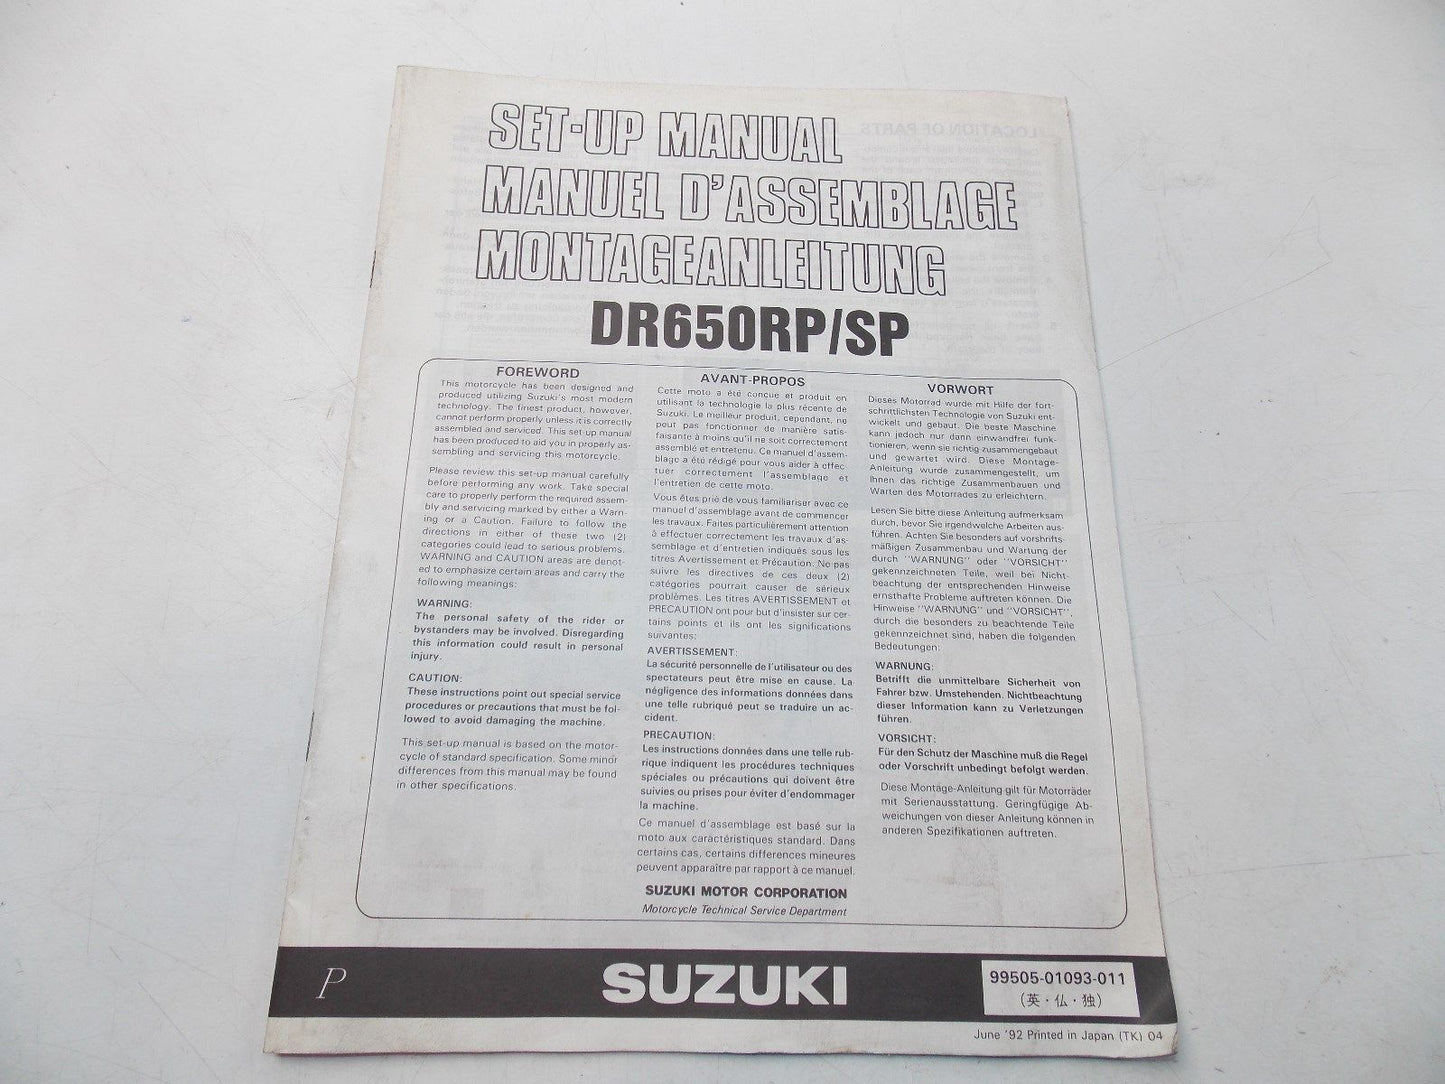 SET-UP MANUAL
MANUEL D'ASSEMBLAGE
MONTAGEANLEITUNG
DR650RP/SP
FOREWORD
This motorcycle has been designed and
produced utilizing Suzuki's most modern
technology. The finest product, however,
cannot perform properly unless it is correctly
assembled and serviced. This set-up manual
has been produced to aid you in properly as-
sembling and servicing this motorcycle.
Please review this set-up manual carefully
before performing any work. Take special
care to properly perform the required assem-
bly and servicing marked by either a Warn-
ing or a Caution. Failure to follow the
directions in either of these two (2)
categories could lead to serious problems.
WARNING and CAUTION areas are denot-
ed to emphasize certain areas and carry the
following meanings:
WARNING:
The personal safety of the rider or
bystanders may be involved. Disregarding
this information could result in personal
injury.
CAUTION:
These instructions point out special service
procedures or precautions that must be fol-
lowed to avoid damaging the machine.
This set-up manual is based on the motor-
cycle of standard specification. Some minor
differences from this manual may be found
in other specifications.
AVANT-PROPOS
Cette moto a été conçue et produit en
utilisant la technologie la plus récente de
Suzuki. Le meilleur produit, cependant, ne
peut pas fonctionner de manière satis-
faisante à moins qu'il ne soit correctement
assemblé et entretenu. Ce manuel d'assem-
blage a été rédigé pour vous aider à effec-
tuer correctement l'assemblage et
l'entretien de cette moto.
Vous êtes prié de vous familiariser avec ce
manuel d'assemblage avant de commencer
les travaux. Faites particulièrement attention
à effectuer correctement les travaux d'as-
semblage et d'entretien indiqués sous les
titres Avertissement et Précaution. Ne pas
suivre les directives de ces deux (2)
catégories pourrait causer de sérieux
problèmes. Les titres AVERTISSEMENT et
PRECAUTION ont pour but d'insister sur cer-
tains points et ils ont les significations
suivantes:
AVERTISSEMENT:
La sécurité personnelle de l'utilisateur ou des
spectateurs peut être mise en cause. La
négligence des informations données dans
une telle rubrique peut se traduire un ac-
cident.
PRECAUTION:
Les instructions données dans une telle rub-
rique indiquent les procédures techniques
spéciales ou précautions qui doivent être
suivies ou prises pour éviter d'endommager
la machine.
Ce manuel d'assemblage est basé sur la
moto aux caractéristiques standard. Dans
certains cas, certains differences mineures
peuvent apparaître par rapport à ce manuel.
SUZUKI MOTOR CORPORATION
Motorcycle Technical Service Department
VORWORT
Dieses Motorrad wurde mit Hilfe der fort-
schrittlichsten Technologie von Suzuki ent-
wickelt und gebaut. Die beste Maschine
kann jedoch nur dann einwandfrei funk-
tionieren, wenn sie richtig zusammengebaut
und gewartet wird. Diese Montage-
Anleitung wurde zusammengestellt, um
Ihnen das richtige Zusammenbauen und
Warten des Motorrades zu erleichtern.
Lesen Sie bitte diese Anleitung aufmerksam
durch, bevor Sie irgendwelche Arbeiten aus-
führen. Achten Sie besonders auf vorshrifts-
mäßigen Zusammenbau und Wartung der
durch "WARNUNG" oder "VORSICHT"
gekennzeichneten Teile, weil bei Nicht-
beachtung der entsprechenden Hinweise
ernsthafte Probleme auftreten können. Die
Hinweise "WARNUNG" und "VORSICHT",
durch die besonders zu beachtende Teile
gekennzeichnet sind, haben die folgenden
Bedeutungen:
WARNUNG:
Betrifft die unmittelbare Sicherheit von
Fahrer bzw. Umstehenden. Nichtbeachtung
dieser Information kann zu Verletzungen
führen.
VORSICHT:
Für den Schutz der Maschine muß die Regel
oder Vorschrift unbedingt befolgt werden.
Diese Montage-Anleitung gilt für Motorräder
mit Serienausstattung. Geringfügige Ab-
weichungen von dieser Anleitung können in
anderen Spezifikationen auftreten.
P
SUZUKI
99505-01093-011
(英・仏・独)
June '92 Printed in Japan (TK) 04